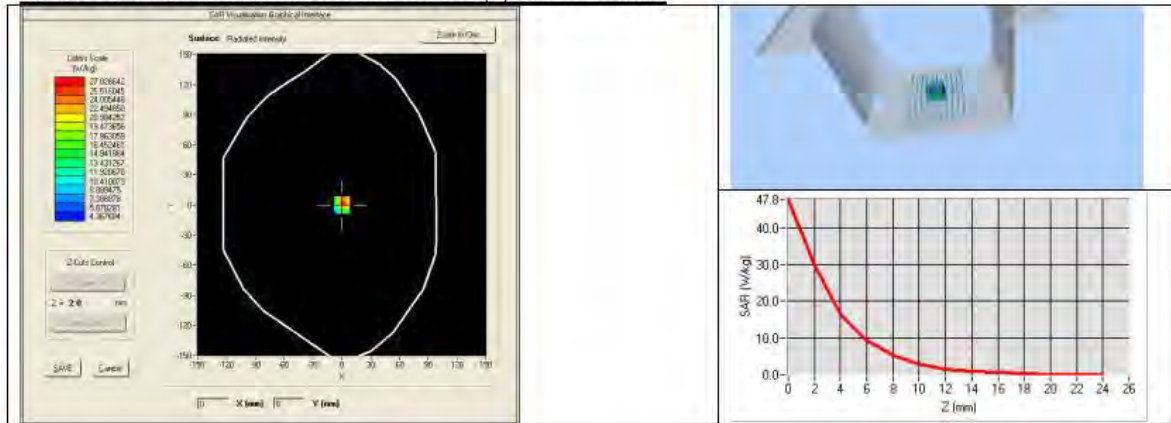 SAR Visualisation Graphical Interface
Surface Radiated Intensity
Zoom In/Out
Colors Scale
(W/kg)
27.026642
25.516045
24.005448
22.494850
20.984253
19.473656
17.963059
16.452461
14.941864
13.431267
11.920670
10.410073
8.899475
7.388878
5.878281
4.367684
150
120
90
60
30
0
-30
-60
-90
-120
-150
Y
-150 -120 -90 -60 -30 0 30 60 90 120 150
X
Z-Cuts Control
Z = 2.0 mm
SAVE
Cancel
0 X (mm) 0 Y (mm)
47.8
40.0
30.0
20.0
10.0
0.0
SAR (W/kg)
0 2 4 6 8 10 12 14 16 18 20 22 24 26
Z (mm)